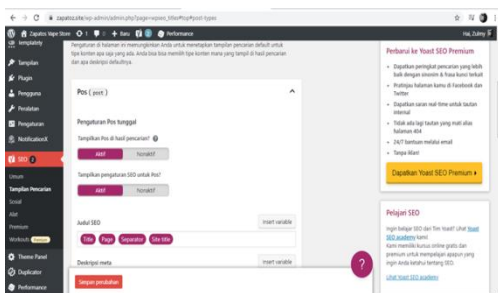 zapatos.site/wp-admin/admin.php?page=wpseo_titles#top#post-types
Zapatos Vape Store
1
0
+ Baru
Performance
Hai, Zulmy
templately
Tampilan
Plugin
Pengguna
Peralatan
Pengaturan
NotificationX
SEO 2
Umum
Tampilan Pencarian
Sosial
Alat
Premium
Workouts Premium
Theme Panel
Duplicator
Performance
Pengaturan di halaman ini memungkinkan Anda untuk menetapkan tampilan pencarian default untuk
tipe konten apa saja yang ada. Anda bisa bisa memilih tipe konten mana yang tampil di hasil pencarian
dan apa deskripsi defaultnya.
Pos ( post )
Pengaturan Pos tunggal
Tampilkan Pos di hasil pencarian?
Aktif
Nonaktif
Tampilkan pengaturan SEO untuk Pos?
Aktif
Nonaktif
Judul SEO
Insert variable
Title
Page
Separator
Site title
Deskripsi meta
Insert variable
Simpan perubahan
?
Perbarui ke Yoast SEO Premium
Dapatkan peringkat pencarian yang lebih
baik dengan sinonim & frasa kunci terkait
Pratinjau halaman kamu di Facebook dan
Twitter
Dapatkan saran real-time untuk tautan
internal
Tidak ada lagi tautan yang mati alias
halaman 404
24/7 bantuan melalui email
Tanpa iklan!
Dapatkan Yoast SEO Premium
Pelajari SEO
Ingin belajar SEO dari Tim Yoast? Lihat Yoast
SEO academy kami!
Kami memiliki kursus online gratis dan
premium untuk mempelajari apapun yang
ingin Anda ketahui tentang SEO.
Lihat Yoast SEO academy